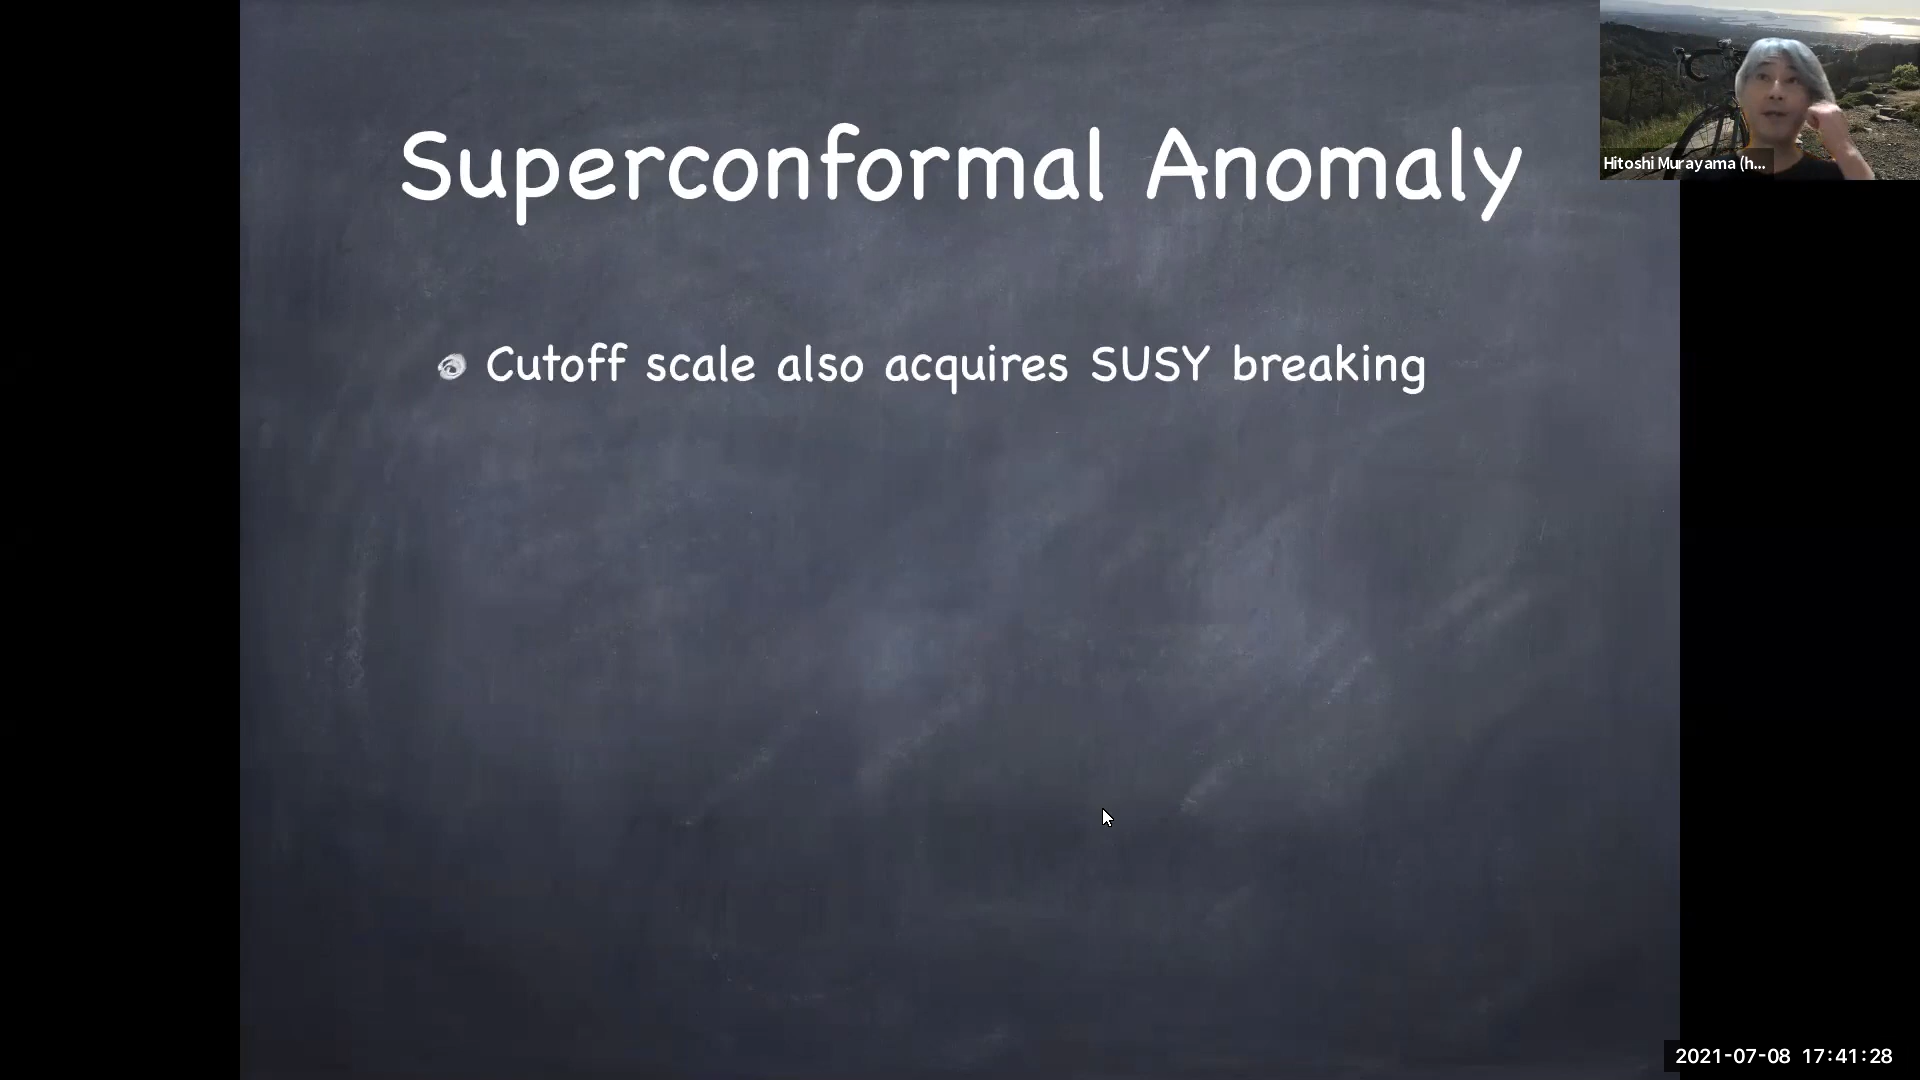 Superconformal Anomaly
Cutoff scale also acquires SUSY breaking
Hitoshi Murayama (h...
2021-07-08 17:41:28